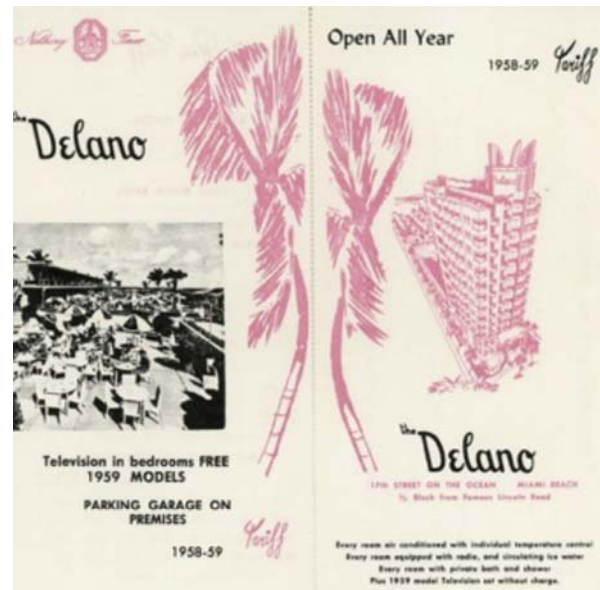 the
Delano
Television in bedrooms FREE
1959 MODELS
PARKING GARAGE ON
PREMISES
1958-59 Tariff
Open All Year
1958-59 Tariff
the
Delano
17TH STREET ON THE OCEAN MIAMI BEACH
½ Block from Famous Lincoln Road
Every room air conditioned with individual temperature control
Every room equipped with radio, and circulating ice water
Every room with private bath and shower
Plus 1959 model Television set without charge.